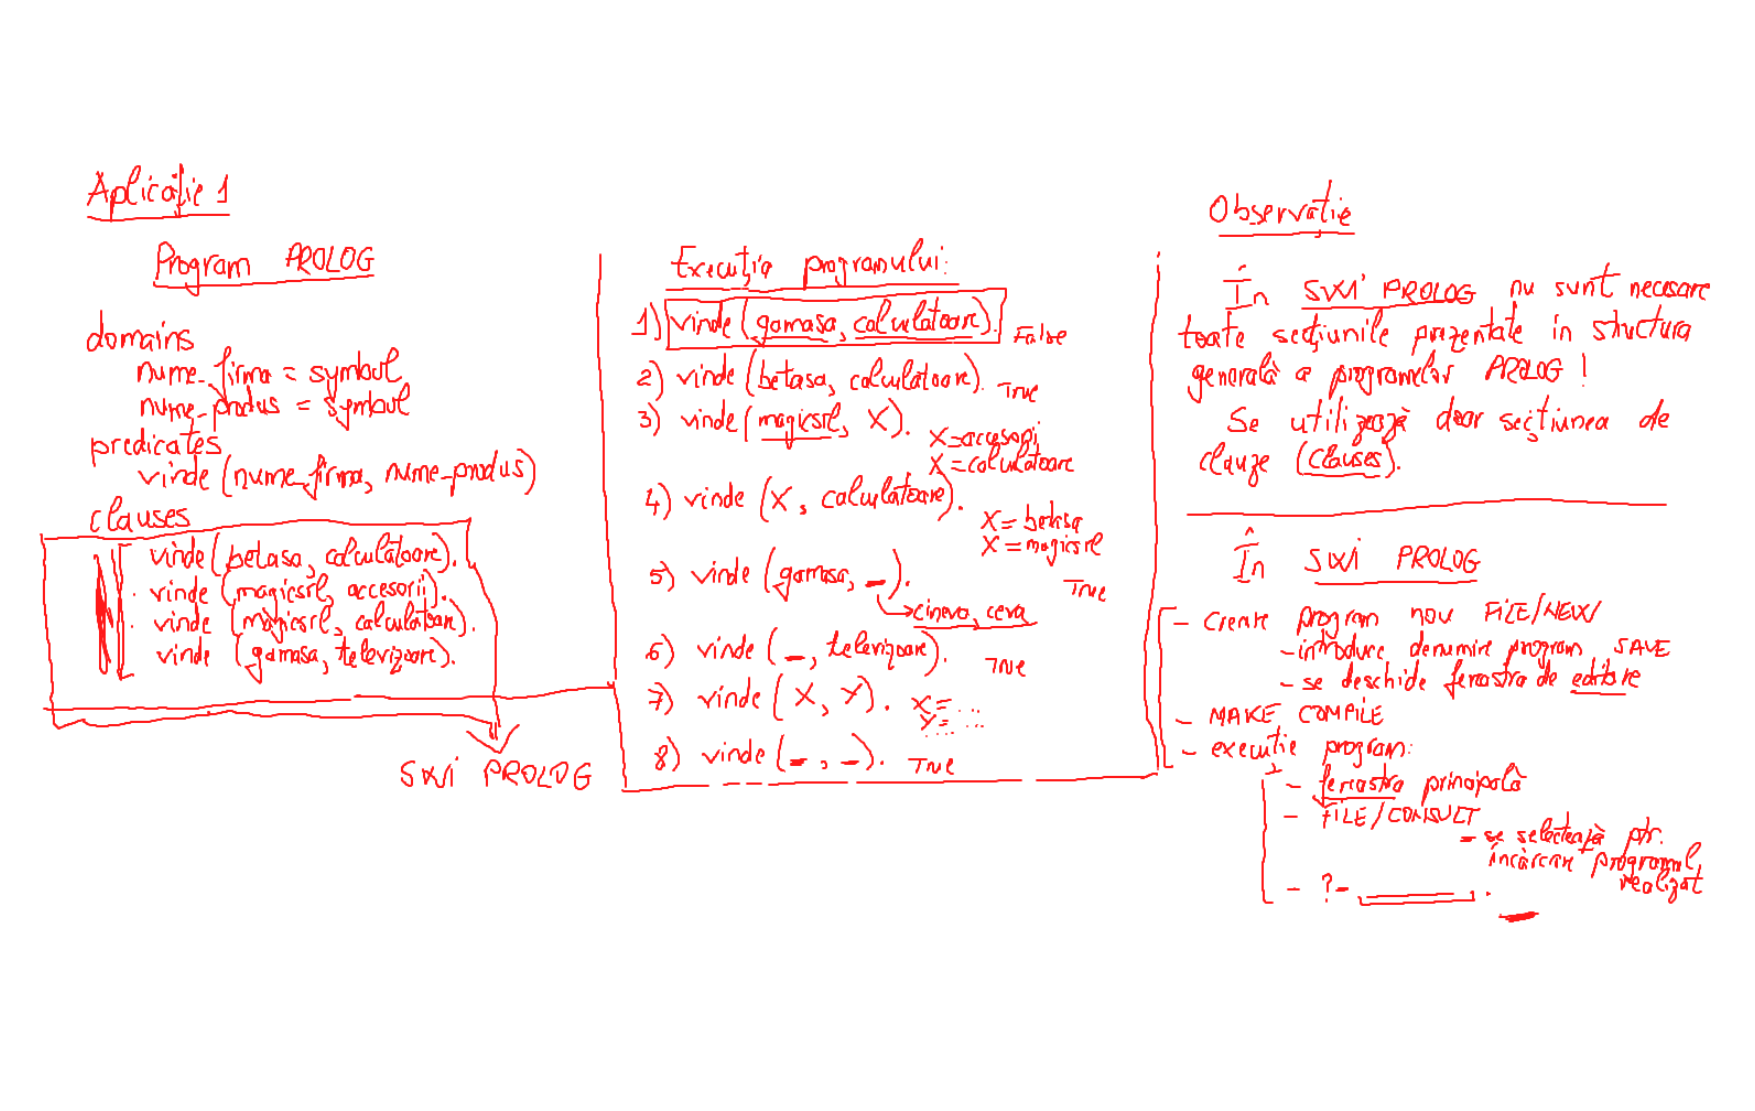 Aplicație 1
Program PROLOG
domains
nume_firma = symbol
nume_produs = symbol
predicates
vinde (nume_firma, nume_produs)
clauses
vinde (betasa, calculatoare).
vinde (magicsrl, accesorii).
vinde (magicsrl, calculatoare).
vinde (gamasa, televizoare).
SWI PROLOG
Execuția programului:
1) vinde (gamasa, calculatoare). False
2) vinde (betasa, calculatoare). True
3) vinde (magicsrl, X).
X=accesorii
X=calculatoare
4) vinde (X, calculatoare).
X=betasa
X=magicsrl
5) vinde (gamasa, _). True
cineva, ceva
6) vinde (_, televizoare). True
7) vinde (X, Y). X=...
Y=...
8) vinde (_, _). True
Observație
În SWI PROLOG nu sunt necesare
toate secțiunile prezentate in structura
generală a programelor PROLOG!
Se utilizează doar secțiunea de
clauze (clauses).
În SWI PROLOG
- Creare program nou FILE/NEW
- introduc denumire program SAVE
- se deschide fereastra de editare
- MAKE COMPILE
- execuție program:
- fereastra principală
- FILE/CONSULT
- se selectează ptr.
încărcare programul
realizat
- ?- ________ .